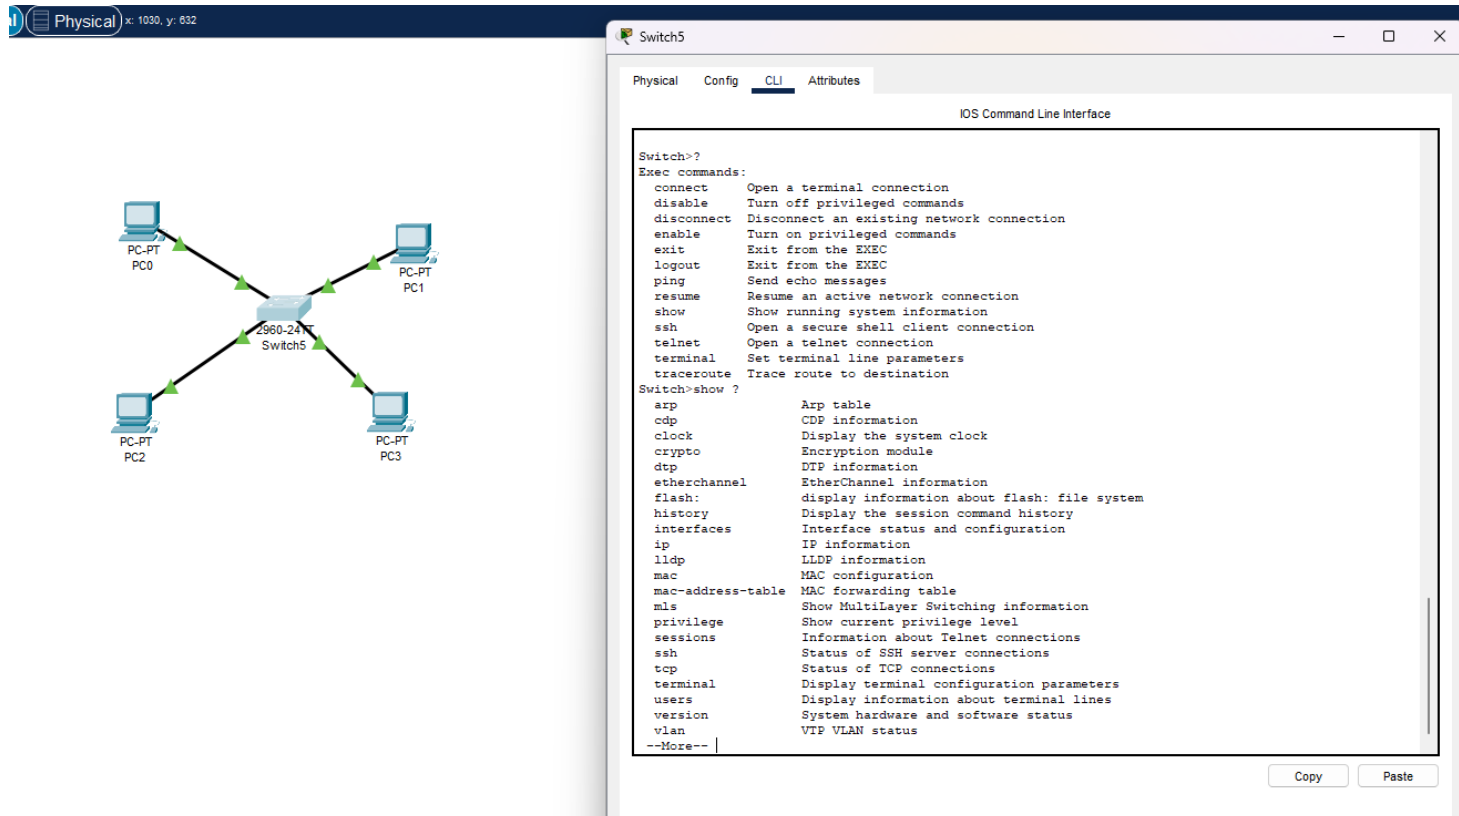 Physical x: 1030, y: 632
Switch5
Physical Config CLI Attributes
IOS Command Line Interface
Switch>?
Exec commands:
connect Open a terminal connection
disable Turn off privileged commands
disconnect Disconnect an existing network connection
enable Turn on privileged commands
exit Exit from the EXEC
logout Exit from the EXEC
ping Send echo messages
resume Resume an active network connection
show Show running system information
ssh Open a secure shell client connection
telnet Open a telnet connection
terminal Set terminal line parameters
traceroute Trace route to destination
Switch>show ?
arp Arp table
cdp CDP information
clock Display the system clock
crypto Encryption module
dtp DTP information
etherchannel EtherChannel information
flash: display information about flash: file system
history Display the session command history
interfaces Interface status and configuration
ip IP information
lldp LLDP information
mac MAC configuration
mac-address-table MAC forwarding table
mls Show MultiLayer Switching information
privilege Show current privilege level
sessions Information about Telnet connections
ssh Status of SSH server connections
tcp Status of TCP connections
terminal Display terminal configuration parameters
users Display information about terminal lines
version System hardware and software status
vlan VTP VLAN status
--More--
Copy Paste
PC-PT
PC0
PC-PT
PC1
2960-24TT
Switch5
PC-PT
PC2
PC-PT
PC3